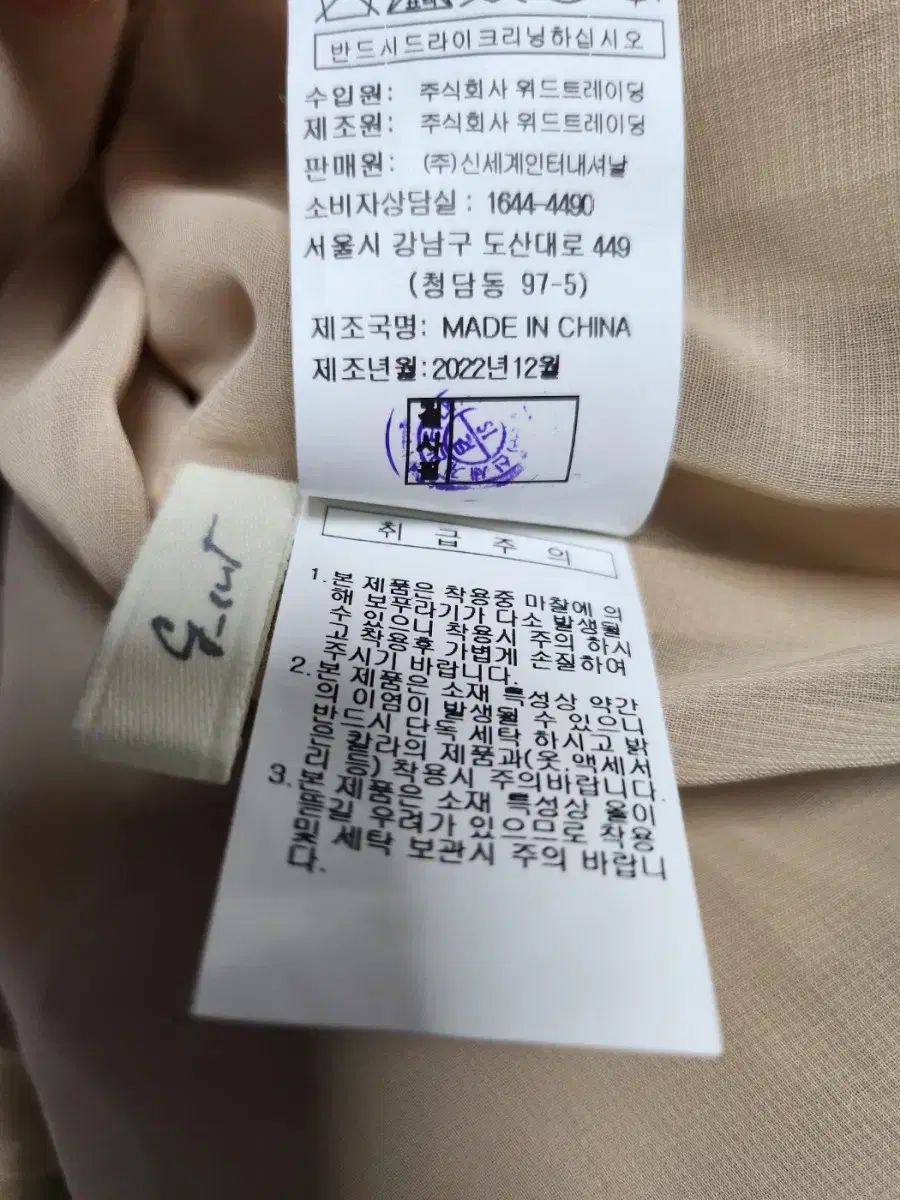 반드시드라이크리닝하십시오
수입원: 주식회사 위드트레이딩
제조원: 주식회사 위드트레이딩
판매원: (주)신세계인터내셔날
소비자상담실 : 1644-4490
서울시 강남구 도산대로 449
(청담동 97-5)
제조국명: MADE IN CHINA
제조년월:2022년12월
취 급 주 의
1.본 제품은 착용중 마찰에 의
해 보푸라기가 다소 발생될
수 있으니 착용시 주의 하시
고 착용후 가볍게 손질하여
주시기 바랍니다.
2.본 제품은 소재 특성상 약간
의 이염이 발생될 수 있으니
반드시 단독 세탁 하시고 밝
은 칼라의 제품과(옷 액세서
리 등) 착용시 주의바랍니다.
3.본 제품은 소재 특성상 올이
뜯길 우려가 있으므로 착용
및 세탁 보관시 주의 바랍니
다.